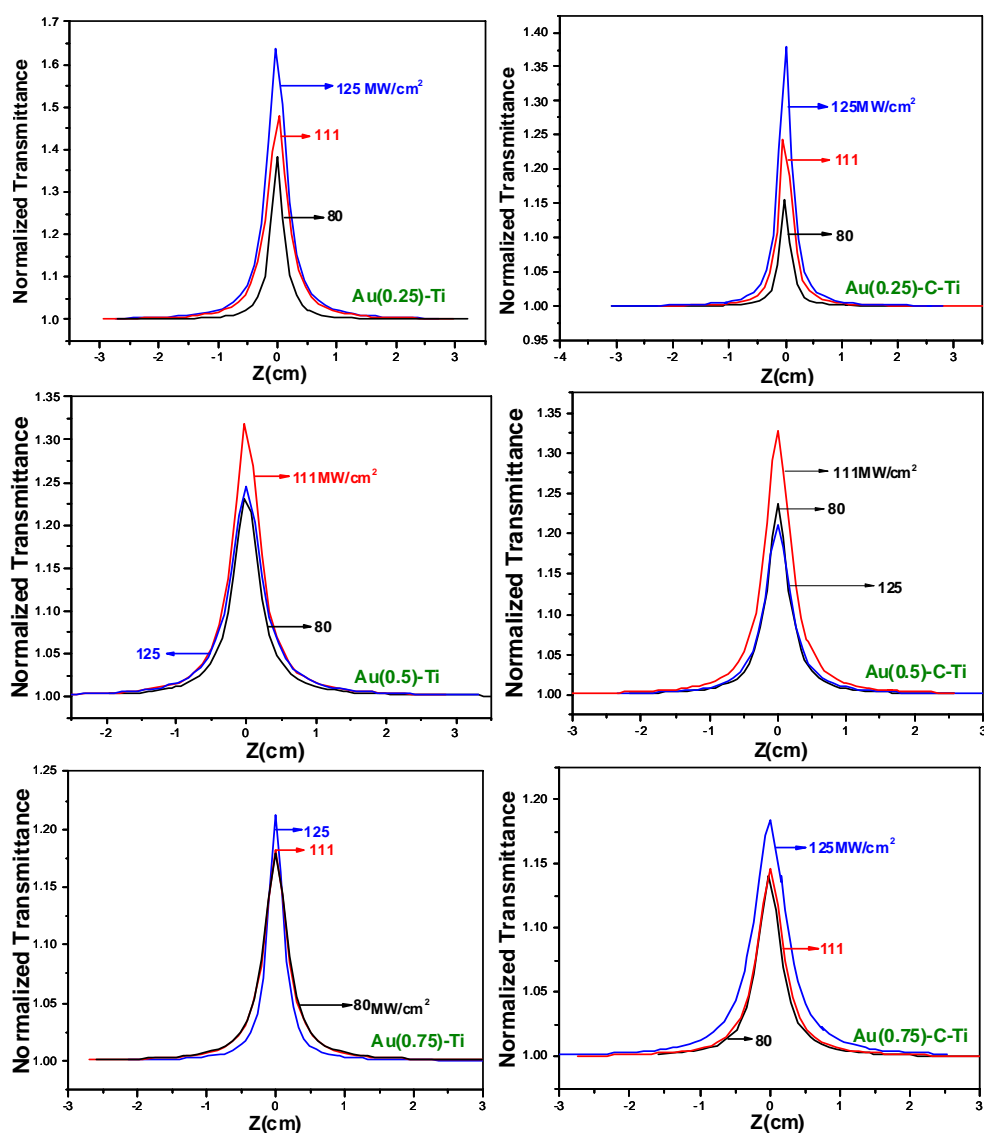 Normalized Transmittance
1.7
1.6
1.5
1.4
1.3
1.2
1.1
1.0
125 MW/cm²
111
80
Au(0.25)-Ti
-3 -2 -1 0 1 2 3
Z(cm)
Normalized Transmittance
1.40
1.35
1.30
1.25
1.20
1.15
1.10
1.05
1.00
0.95
125MW/cm²
111
80
Au(0.25)-C-Ti
-4 -3 -2 -1 0 1 2 3
Z(cm)
Normalized Transmittance
1.35
1.30
1.25
1.20
1.15
1.10
1.05
1.00
111MW/cm²
80
125
Au(0.5)-Ti
-2 -1 0 1 2 3
Z(cm)
Normalized Transmittance
1.35
1.30
1.25
1.20
1.15
1.10
1.05
1.00
111MW/cm²
80
125
Au(0.5)-C-Ti
-3 -2 -1 0 1 2 3
Z(cm)
Normalized Transmittance
1.25
1.20
1.15
1.10
1.05
1.00
125
111
80MW/cm²
Au(0.75)-Ti
-3 -2 -1 0 1 2 3
Z(cm)
Normalized Transmittance
1.20
1.15
1.10
1.05
1.00
125MW/cm²
111
80
Au(0.75)-C-Ti
-3 -2 -1 0 1 2 3
Z(cm)